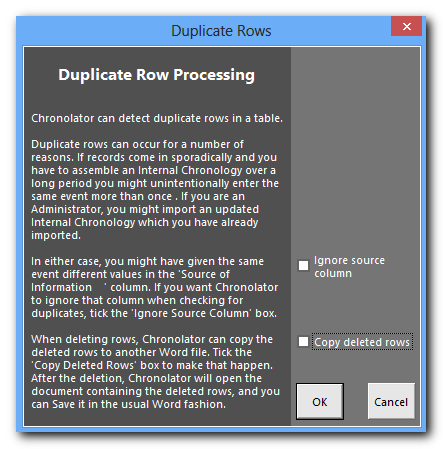 Duplicate Rows
Duplicate Row Processing
Chronolator can detect duplicate rows in a table.
Duplicate rows can occur for a number of
reasons. If records come in sporadically and you
have to assemble an Internal Chronology over a
long period you might unintentionally enter the
same event more than once . If you are an
Administrator, you might import an updated
Internal Chronology which you have already
imported.
In either case, you might have given the same
event different values in the 'Source of
Information    ' column. If you want Chronolator
to ignore that column when checking for
duplicates, tick the 'Ignore Source Column' box.
When deleting rows, Chronolator can copy the
deleted rows to another Word file. Tick the
'Copy Deleted Rows' box to make that happen.
After the deletion, Chronolator will open the
document containing the deleted rows, and you
can Save it in the usual Word fashion.
Ignore source
column
Copy deleted rows
OK
Cancel